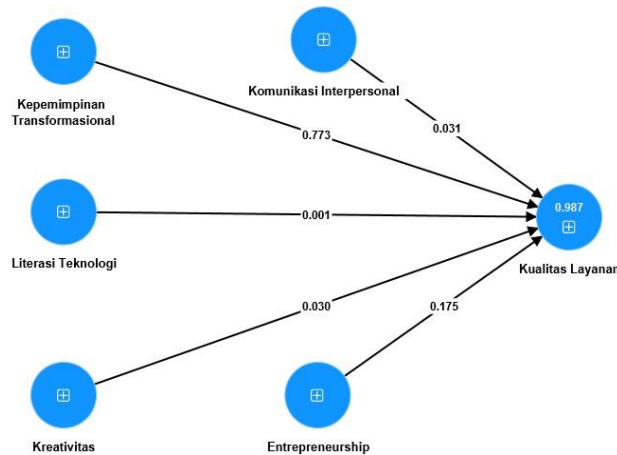 Kepemimpinan
Transformasional
Komunikasi Interpersonal
0.031
0.773
0.987
Literasi Teknologi
0.001
Kualitas Layanan
0.030
0.175
Kreativitas
Entrepreneurship